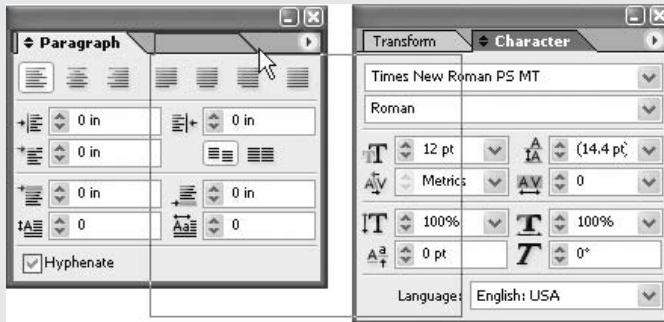 Paragraph
0 in
0 in
0 in
0 in
0 in
0
0
Hyphenate
Transform
Character
Times New Roman PS MT
Roman
12 pt
(14.4 pt)
Metrics
0
100%
100%
0 pt
0°
Language: English: USA